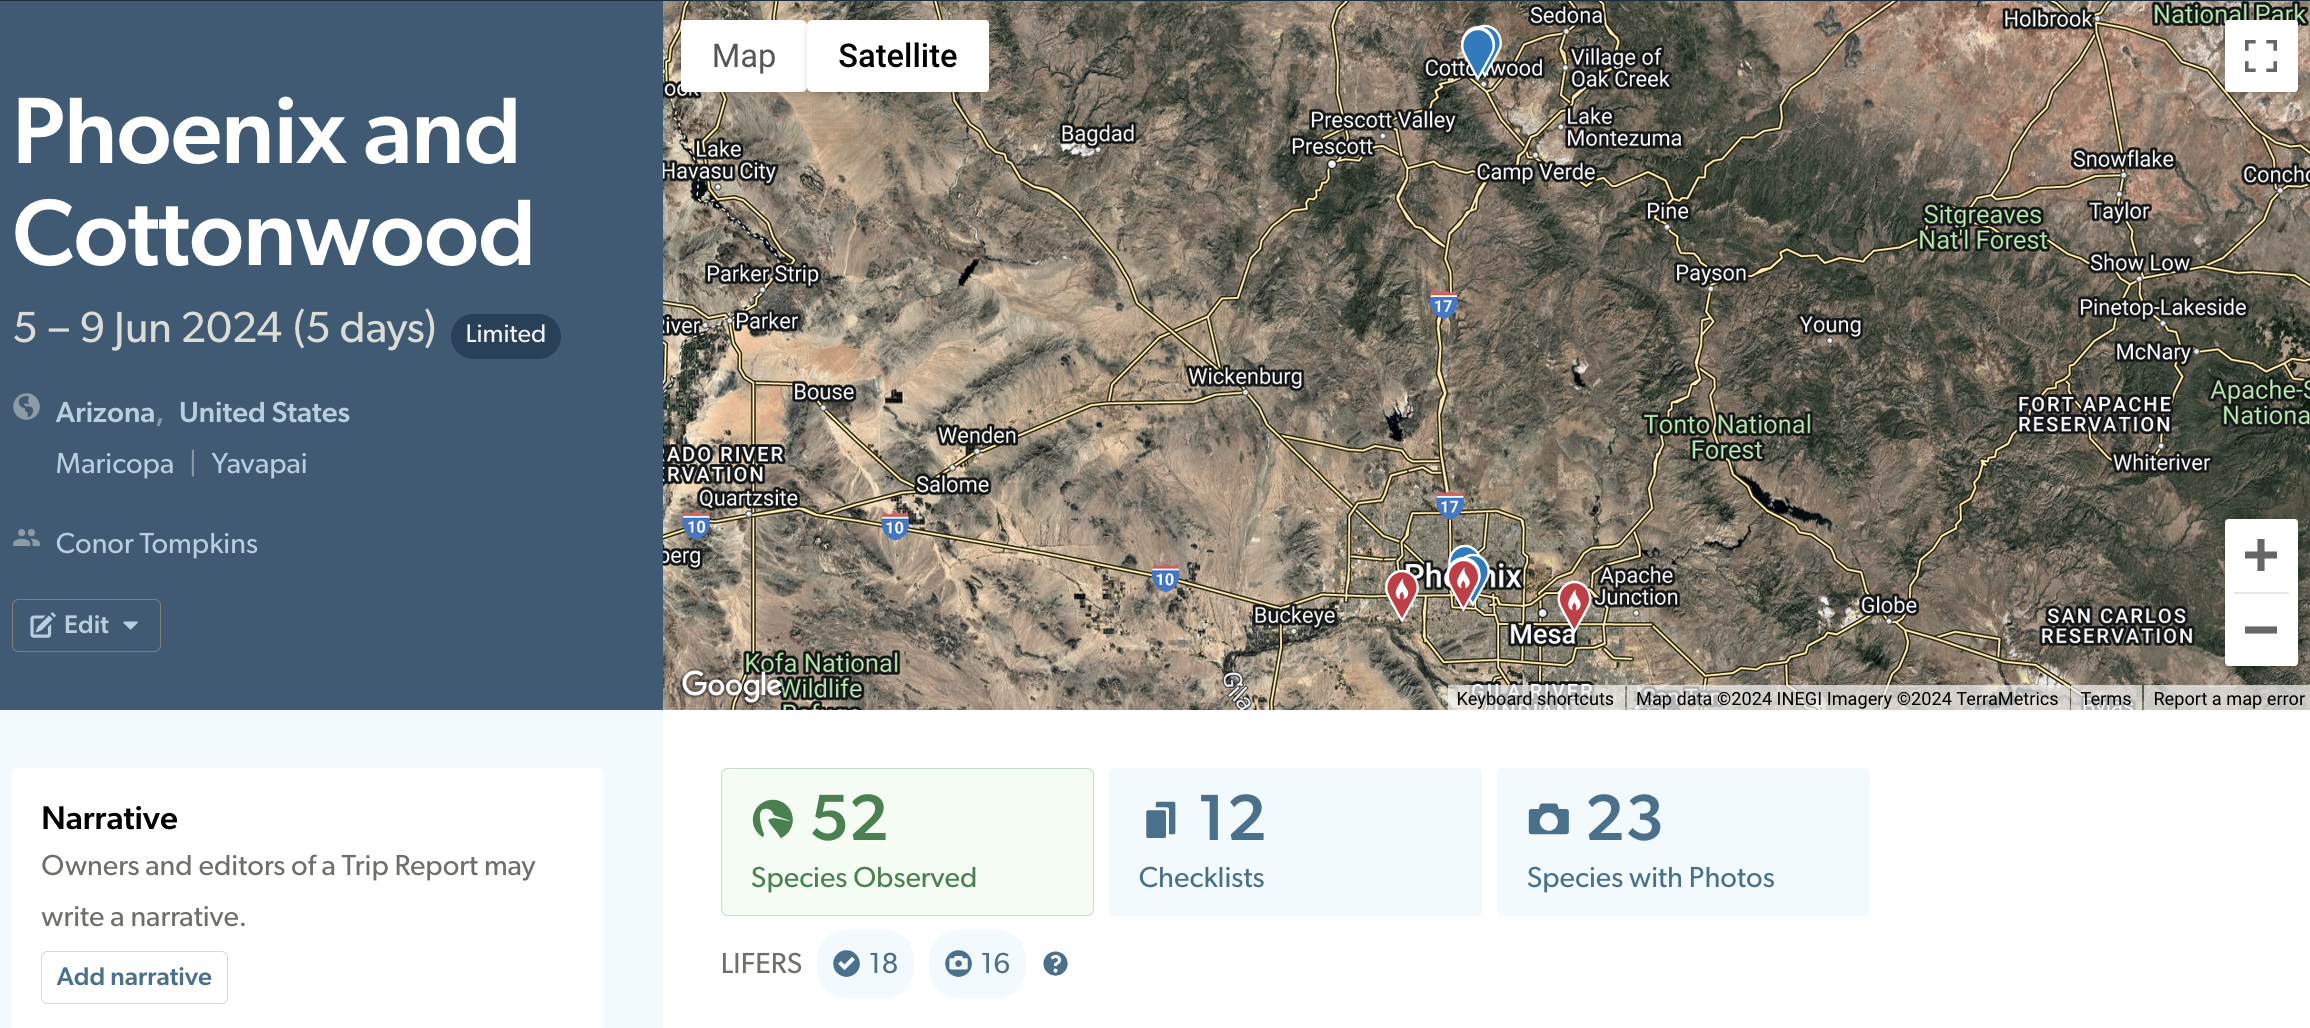 Phoenix and
Cottonwood
5 – 9 Jun 2024 (5 days)
Limited
Arizona, United States
Maricopa | Yavapai
Conor Tompkins
Edit
Map
Satellite
Sedona
Holbrook
National Park
Cottonwood
Village of
Oak Creek
Prescott Valley
Lake
Montezuma
Bagdad
Prescott
Lake
Havasu City
Camp Verde
Snowflake
Concho
Pine
Sitgreaves
Nat'l Forest
Taylor
Parker Strip
Payson
Show Low
17
Pinetop-Lakeside
Parker
Young
McNary
Wickenburg
Bouse
Apache-S
Nationa
FORT APACHE
RESERVATION
Tonto National
Forest
Wenden
ADO RIVER
RVATION
Whiteriver
Salome
Quartzsite
17
10
10
berg
10
Phoenix
Apache
Junction
Buckeye
Globe
SAN CARLOS
RESERVATION
Mesa
Kofa National
Wildlife
Refuge
Google
Gila
GILA RIVER
Keyboard shortcuts
Map data ©2024 INEGI Imagery ©2024 TerraMetrics
Terms
Report a map error
Narrative
Owners and editors of a Trip Report may
write a narrative.
Add narrative
52
Species Observed
12
Checklists
23
Species with Photos
LIFERS 18 16 ?